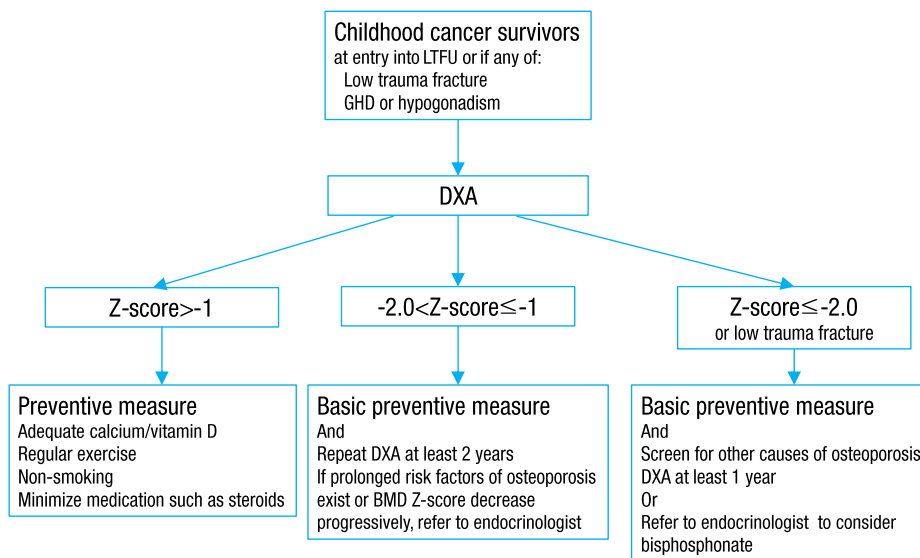 Childhood cancer survivors
at entry into LTFU or if any of:
Low trauma fracture
GHD or hypogonadism
DXA
Z-score>-1
-2.0<Z-score≤-1
Z-score≤-2.0
or low trauma fracture
Preventive measure
Adequate calcium/vitamin D
Regular exercise
Non-smoking
Minimize medication such as steroids
Basic preventive measure
And
Repeat DXA at least 2 years
If prolonged risk factors of osteoporosis
exist or BMD Z-score decrease
progressively, refer to endocrinologist
Basic preventive measure
And
Screen for other causes of osteoporosis
DXA at least 1 year
Or
Refer to endocrinologist to consider
bisphosphonate